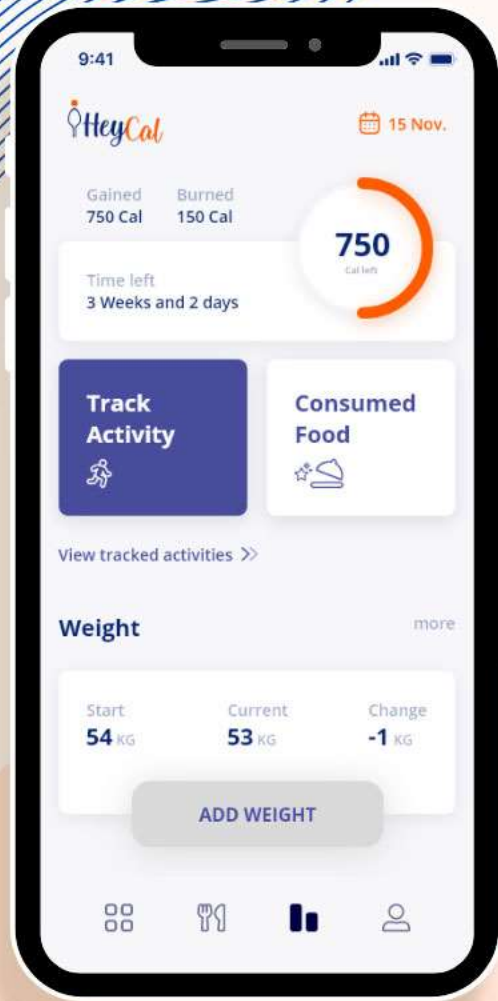 9:41
HeyCal
15 Nov.
Gained Burned
750 Cal 150 Cal
750
Cal left
Time left
3 Weeks and 2 days
Track
Activity
Consumed
Food
View tracked activities
Weight
more
Start Current Change
54 KG 53 KG -1 KG
ADD WEIGHT